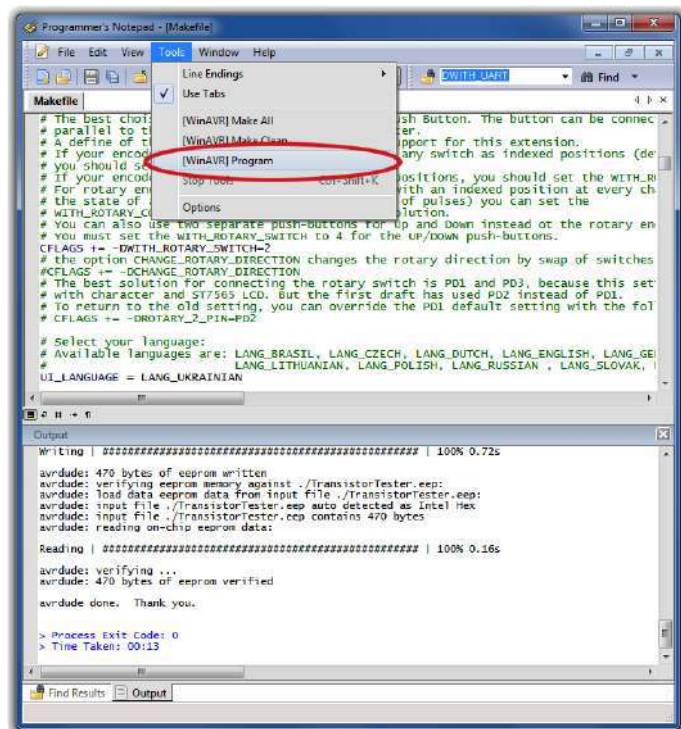 Programmer's Notepad - [Makefile]
File Edit View Tools Window Help
DWITH_UART Find
Line Endings
Use Tabs
[WinAVR] Make All
[WinAVR] Make Clean
[WinAVR] Program
Stop Tools Ctrl+Shift+K
Options
Makefile
# The best choi sh Button. The button can be connec
# parallel to th er.
# A define of th pport for this extension.
# If your encod any switch as indexed positions (de
# you should se
# If your encod ositions, you should set the WITH_R
# For rotary en ith an indexed position at every ch
# the state of a of pulses) you can set the
# WITH_ROTARY_ lution.
# You can also use two separate push-buttons for Up and Down instead of the rotary en
# You must set the WITH_ROTARY_SWITCH to 4 for the UP/DOWN push-buttons.
CFLAGS += -DWITH_ROTARY_SWITCH=2
# the option CHANGE_ROTARY_DIRECTION changes the rotary direction by swap of switches
#CFLAGS += -DCHANGE_ROTARY_DIRECTION
# The best solution for connecting the rotary switch is PD1 and PD3, because this set
# with character and ST7565 LCD. But the first draft has used PD2 instead of PD1.
# To return to the old setting, you can override the PD1 default setting with the fol
# CFLAGS += -DROTARY_2_PIN=PD2
# Select your language:
# Available languages are: LANG_BRASIL, LANG_CZECH, LANG_DUTCH, LANG_ENGLISH, LANG_GE
# LANG_LITHUANIAN, LANG_POLISH, LANG_RUSSIAN , LANG_SLOVAK,
UI_LANGUAGE = LANG_UKRAINIAN
Output
Writing | ################################################## | 100% 0.72s
avrdude: 470 bytes of eeprom written
avrdude: verifying eeprom memory against ./TransistorTester.eep:
avrdude: load data eeprom data from input file ./TransistorTester.eep:
avrdude: input file ./TransistorTester.eep auto detected as Intel Hex
avrdude: input file ./TransistorTester.eep contains 470 bytes
avrdude: reading on-chip eeprom data:
Reading | ################################################## | 100% 0.16s
avrdude: verifying ...
avrdude: 470 bytes of eeprom verified
avrdude done. Thank you.
> Process Exit Code: 0
> Time Taken: 00:13
Find Results Output